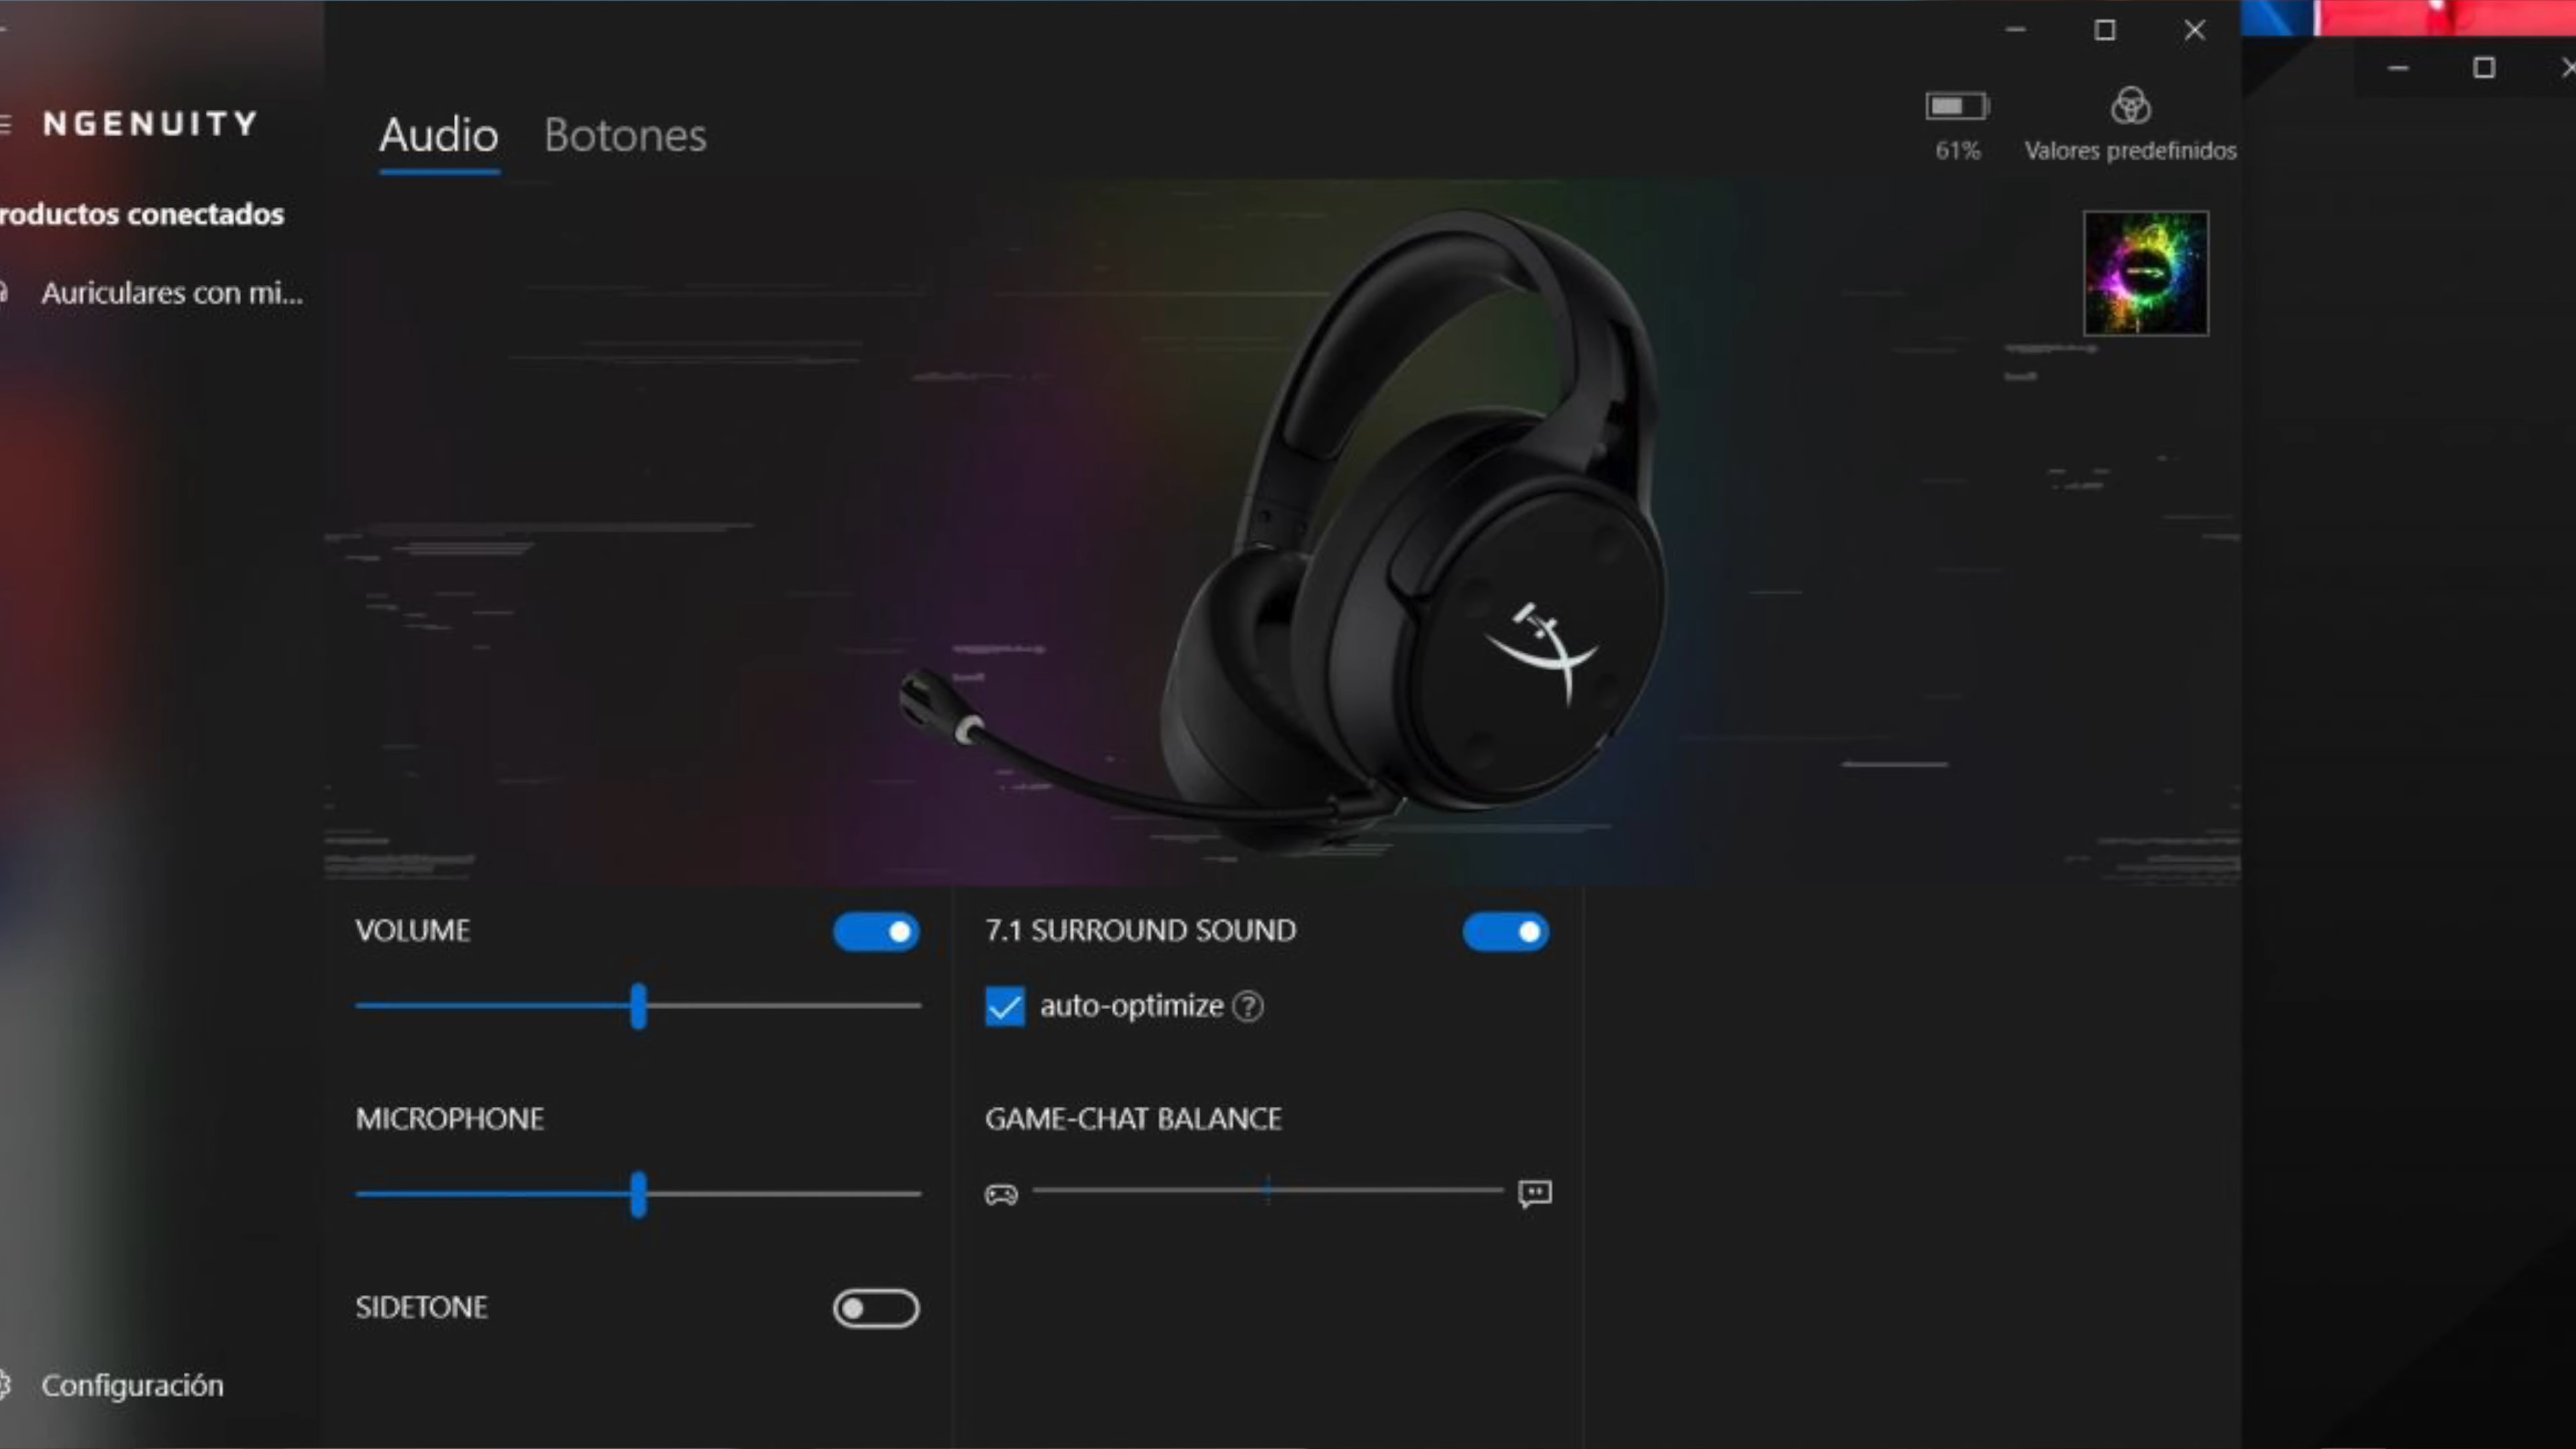 NGENUITY
roductos conectados
Auriculares con mi...
Configuración
Audio
Botones
61%
Valores predefinidos
VOLUME
MICROPHONE
SIDETONE
7.1 SURROUND SOUND
auto-optimize
GAME-CHAT BALANCE